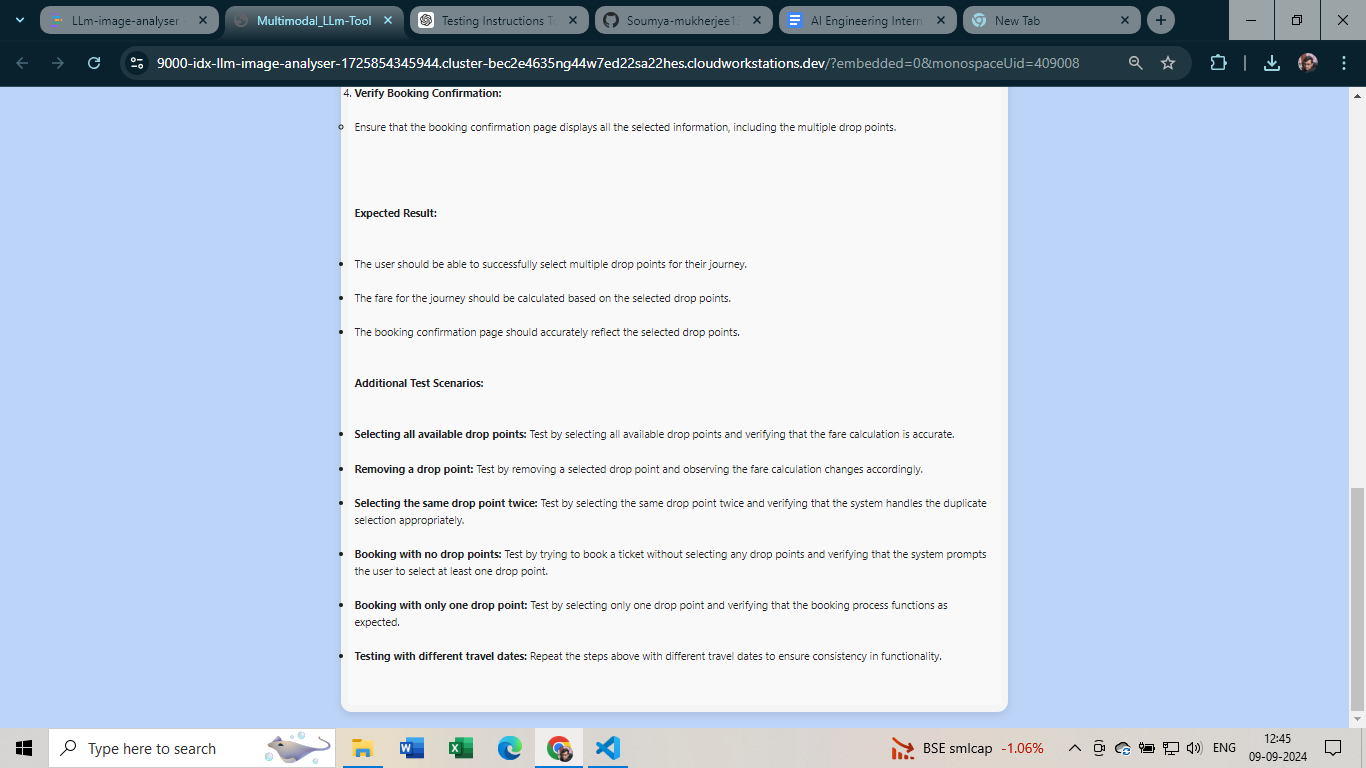 LLm-image-analyser
Multimodal_LLm-Tool
Testing Instructions To
Soumya-mukherjee1
AI Engineering Intern
New Tab
9000-idx-llm-image-analyser-1725854345944.cluster-bec2e4635ng44w7ed22sa22hes.cloudworkstations.dev/?embedded=0&monospaceUid=409008
4. Verify Booking Confirmation:
Ensure that the booking confirmation page displays all the selected information, including the multiple drop points.
Expected Result:
The user should be able to successfully select multiple drop points for their journey.
The fare for the journey should be calculated based on the selected drop points.
The booking confirmation page should accurately reflect the selected drop points.
Additional Test Scenarios:
Selecting all available drop points: Test by selecting all available drop points and verifying that the fare calculation is accurate.
Removing a drop point: Test by removing a selected drop point and observing the fare calculation changes accordingly.
Selecting the same drop point twice: Test by selecting the same drop point twice and verifying that the system handles the duplicate
selection appropriately.
Booking with no drop points: Test by trying to book a ticket without selecting any drop points and verifying that the system prompts
the user to select at least one drop point.
Booking with only one drop point: Test by selecting only one drop point and verifying that the booking process functions as
expected.
Testing with different travel dates: Repeat the steps above with different travel dates to ensure consistency in functionality.
Type here to search
BSE smlcap -1.06%
ENG
12:45
09-09-2024